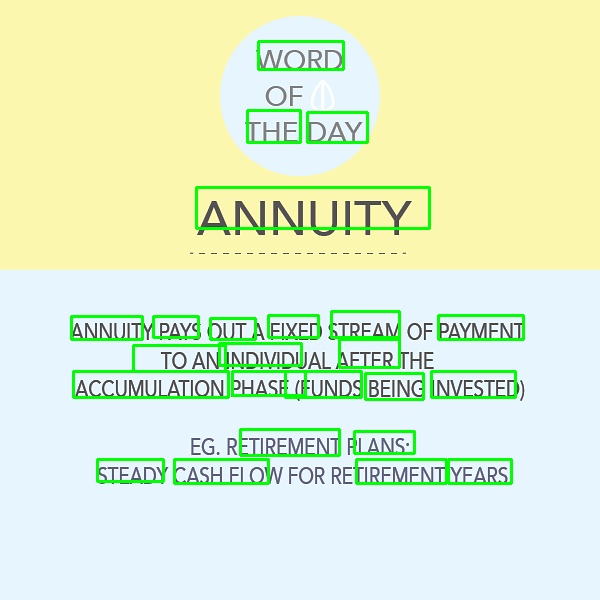 WORD
OF
THE DAY
ANNUITY
ANNUITY PAYS OUT A FIXED STREAM OF PAYMENT
TO AN INDIVIDUAL AFTER THE
ACCUMULATION PHASE (FUNDS BEING INVESTED)
EG. RETIREMENT PLANS:
STEADY CASH FLOW FOR RETIREMENT YEARS